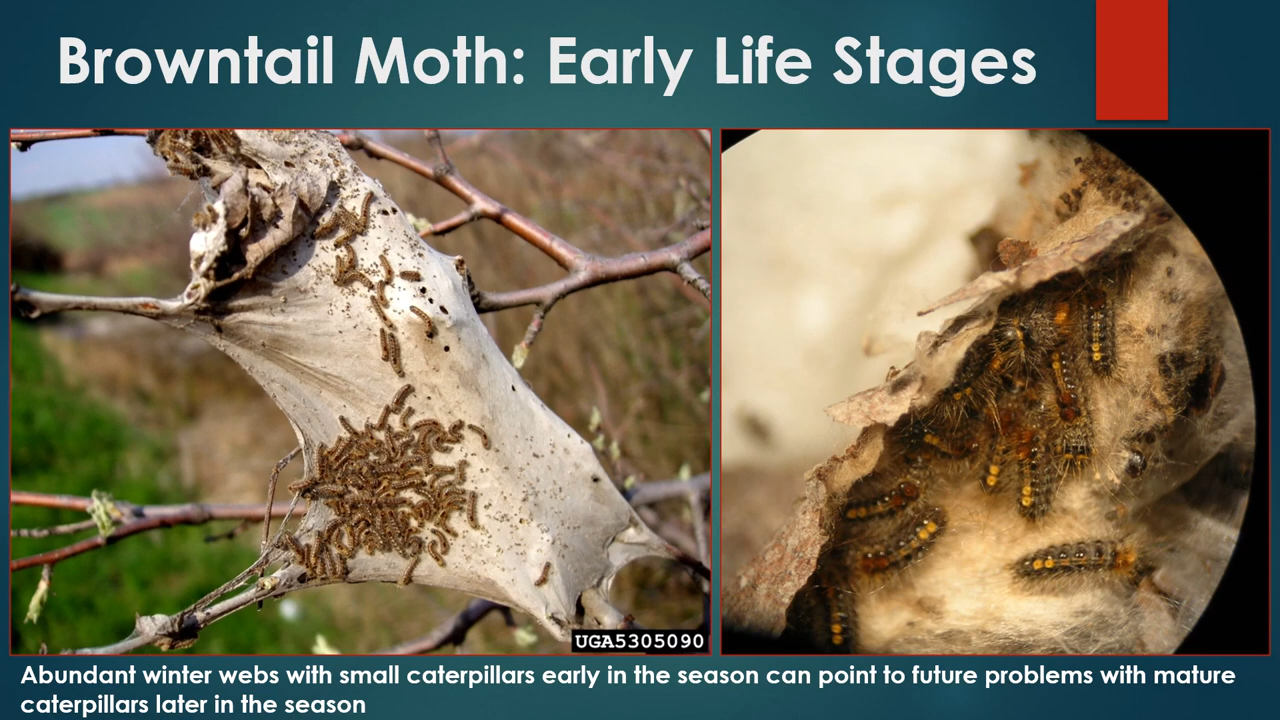 Browntail Moth: Early Life Stages
UGA5305090
Abundant winter webs with small caterpillars early in the season can point to future problems with mature
caterpillars later in the season